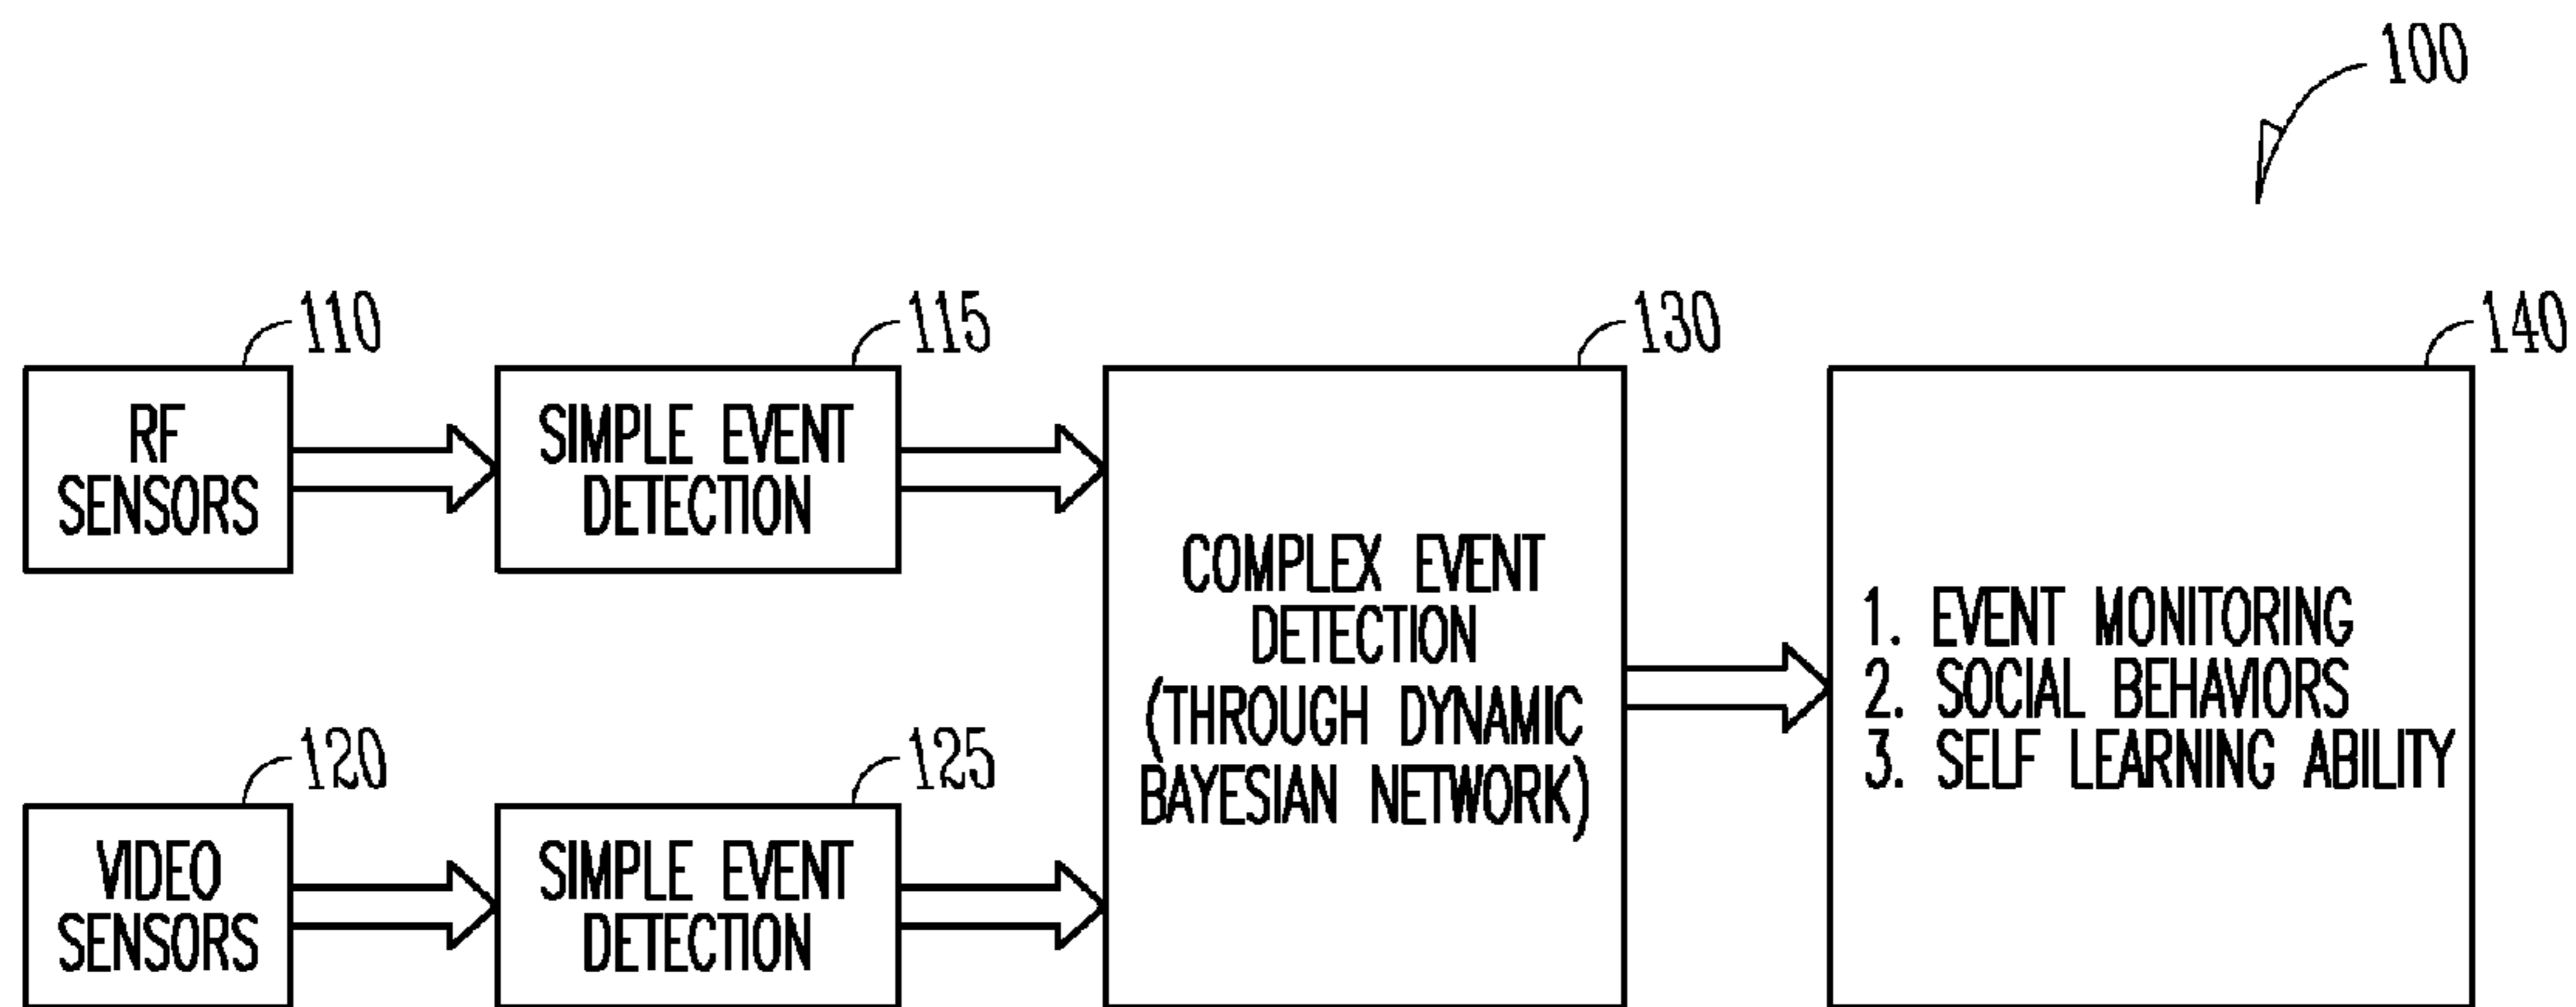 100
110
115
130
140
RF
SENSORS
SIMPLE EVENT
DETECTION
COMPLEX EVENT
DETECTION
(THROUGH DYNAMIC
BAYESIAN NETWORK)
1. EVENT MONITORING
2. SOCIAL BEHAVIORS
3. SELF LEARNING ABILITY
120
125
VIDEO
SENSORS
SIMPLE EVENT
DETECTION